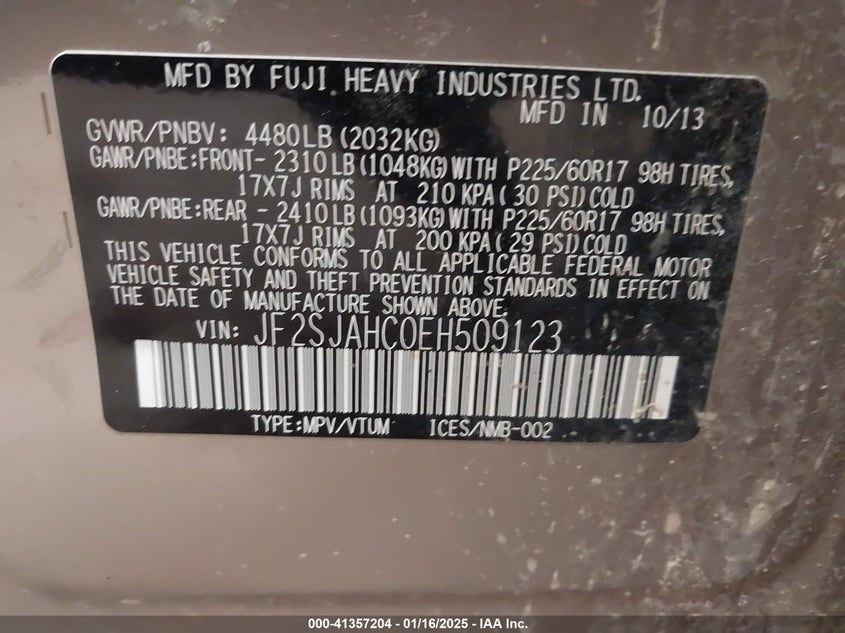 MFD BY FUJI HEAVY INDUSTRIES LTD.
MFD IN 10/13
GVWR/PNBV: 4480LB (2032KG)
GAWR/PNBE:FRONT- 2310LB (1048KG) WITH P225/60R17 98H TIRES,
17X7J RIMS AT 210 KPA( 30 PSI) COLD
GAWR/PNBE:REAR - 2410LB (1093KG) WITH P225/60R17 98H TIRES,
17X7J RIMS AT 200 KPA( 29 PSI) COLD
THIS VEHICLE CONFORMS TO ALL APPLICABLE FEDERAL MOTOR
VEHICLE SAFETY AND THEFT PREVENTION STANDARDS IN EFFECT ON
THE DATE OF MANUFACTURE SHOWN ABOVE.
VIN: JF2SJAHC0EH509123
TYPE:MPV/VTUM ICES/NMB-002
000-41357204 - 01/16/2025 - IAA Inc.